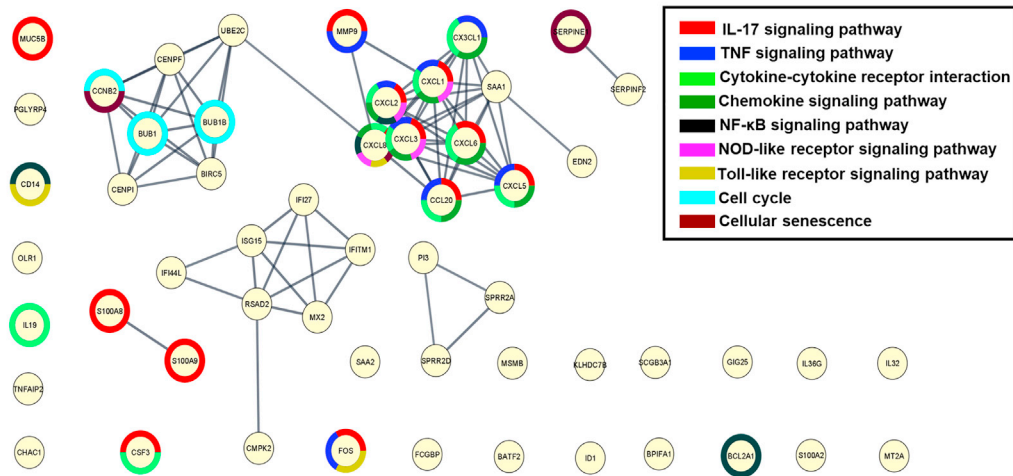 IL-17 signaling pathway
TNF signaling pathway
Cytokine-cytokine receptor interaction
Chemokine signaling pathway
NF-κB signaling pathway
NOD-like receptor signaling pathway
Toll-like receptor signaling pathway
Cell cycle
Cellular senescence
MUC5B
UBE2C
MMP9
CX3CL1
SERPINE
CENPF
CXCL1
SAA1
SERPINF2
CCNB2
CXCL2
PGLYRP4
BUB1
BUB1B
CXCL3
CXCL6
CXCL8
EDN2
CD14
CENPI
BIRC5
CCL20
CXCL5
IFI27
ISG15
IFITM1
OLR1
IFI44L
PI3
RSAD2
MX2
SPRR2A
IL19
S100A8
S100A9
SAA2
SPRR2D
MSMB
KLHDC7B
SCGB3A1
GIG25
IL36G
IL32
TNFAIP2
CHAC1
CSF3
CMPK2
FOS
FCGBP
BATF2
ID1
BPIFA1
BCL2A1
S100A2
MT2A